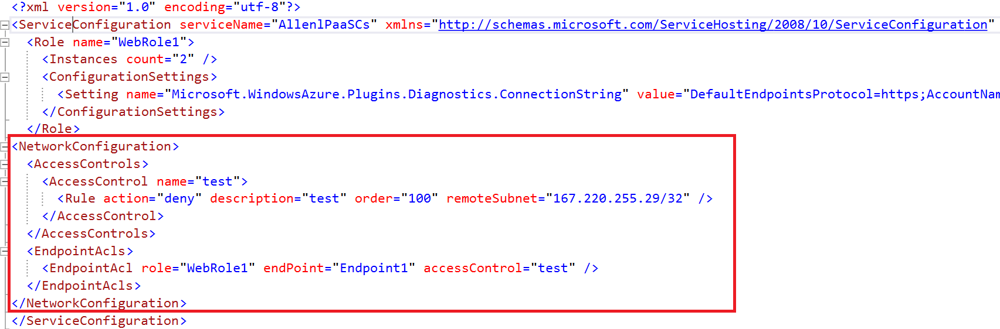 <?xml version="1.0" encoding="utf-8"?>
<ServiceConfiguration serviceName="AllenlPaaSCs" xmlns="http://schemas.microsoft.com/ServiceHosting/2008/10/ServiceConfiguration"
<Role name="WebRole1">
<Instances count="2" />
<ConfigurationSettings>
<Setting name="Microsoft.WindowsAzure.Plugins.Diagnostics.ConnectionString" value="DefaultEndpointsProtocol=https;AccountNam
</ConfigurationSettings>
</Role>
<NetworkConfiguration>
<AccessControls>
<AccessControl name="test">
<Rule action="deny" description="test" order="100" remoteSubnet="167.220.255.29/32" />
</AccessControl>
</AccessControls>
<EndpointAcls>
<EndpointAcl role="WebRole1" endPoint="Endpoint1" accessControl="test" />
</EndpointAcls>
</NetworkConfiguration>
</ServiceConfiguration>